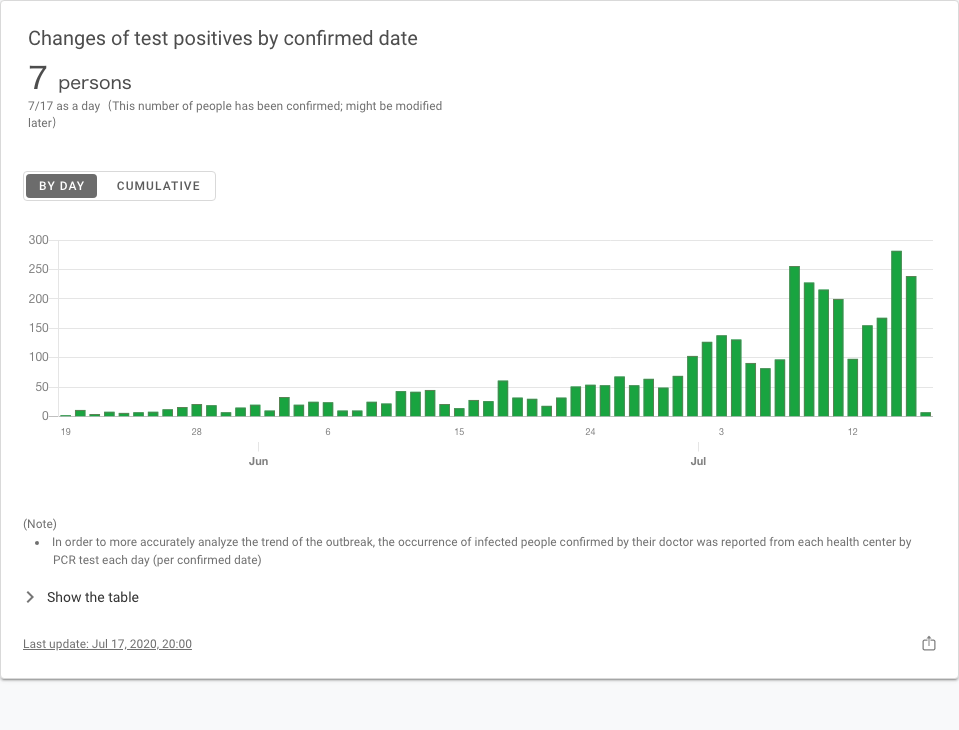 Changes of test positives by confirmed date
7 persons
7/17 as a day（This number of people has been confirmed; might be modified
later）
BY DAY CUMULATIVE
300
250
200
150
100
50
0
19 28 6 15 24 3 12
Jun Jul
(Note)
• In order to more accurately analyze the trend of the outbreak, the occurrence of infected people confirmed by their doctor was reported from each health center by
PCR test each day (per confirmed date)
Show the table
Last update: Jul 17, 2020, 20:00